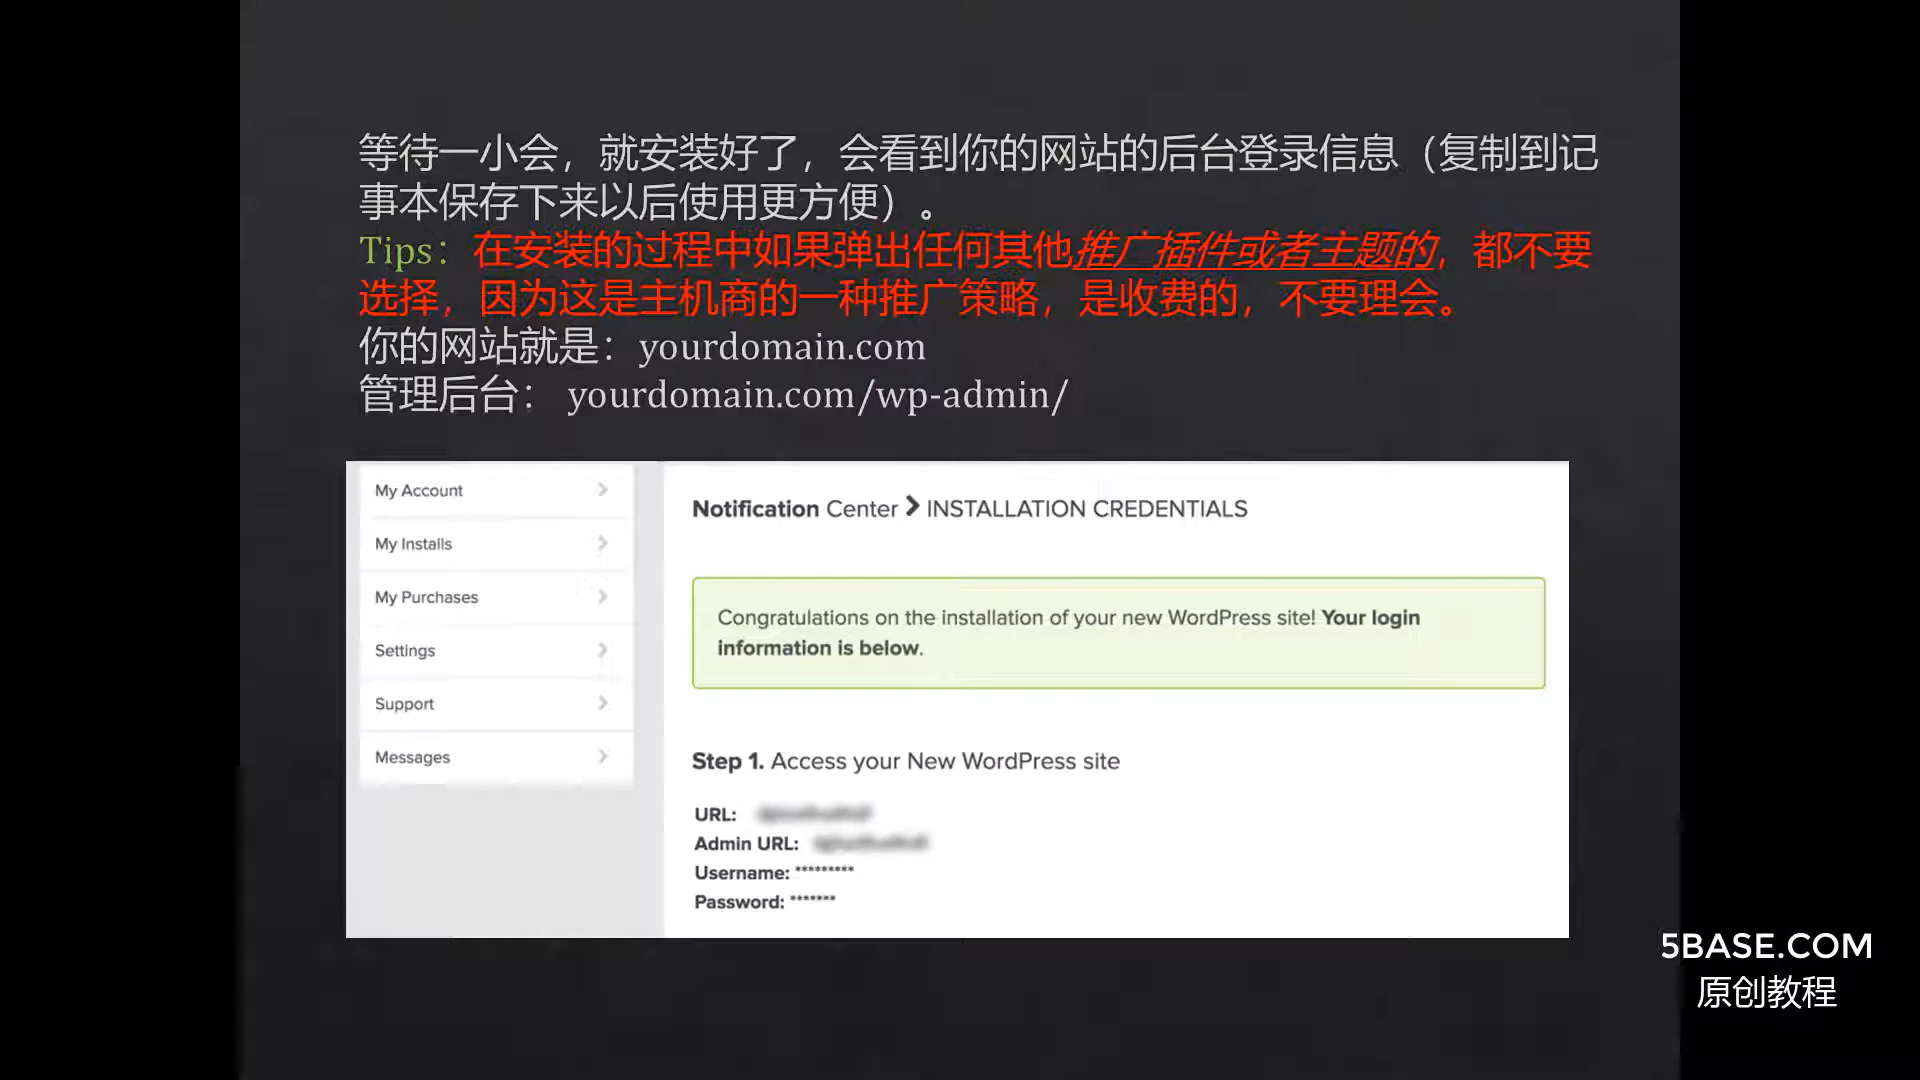 等待一小会，就安装好了，会看到你的网站的后台登录信息（复制到记
事本保存下来以后使用更方便）。
Tips：在安装的过程中如果弹出任何其他推广插件或者主题的，都不要
选择，因为这是主机商的一种推广策略，是收费的，不要理会。
你的网站就是：yourdomain.com
管理后台： yourdomain.com/wp-admin/
My Account
My Installs
My Purchases
Settings
Support
Messages
Notification Center > INSTALLATION CREDENTIALS
Congratulations on the installation of your new WordPress site! Your login
information is below.
Step 1. Access your New WordPress site
URL:
Admin URL:
Username: *********
Password: *******
5BASE.COM
原创教程